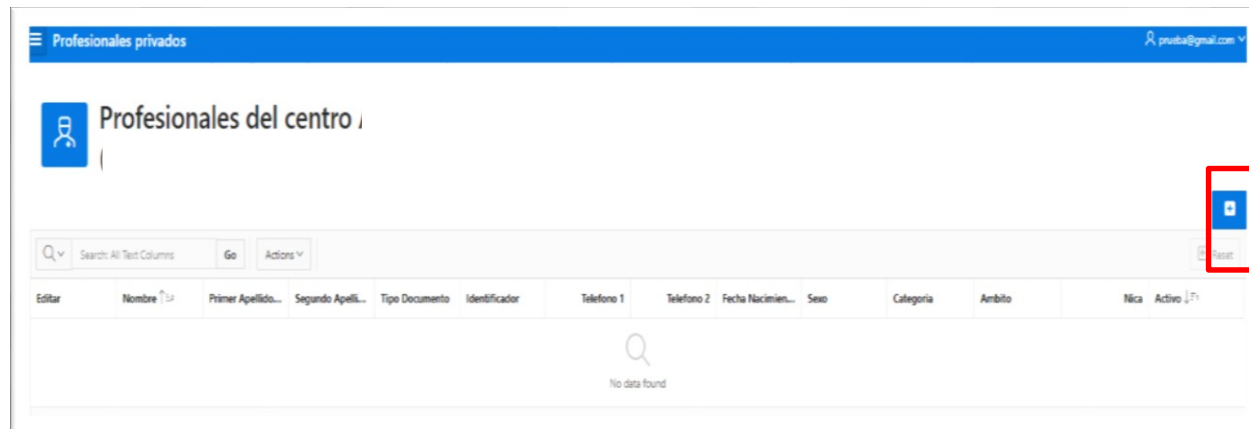 Profesionales privados
prueba@gmail.com
Profesionales del centro
Search: All Text Columns Go Actions Reset
Editar Nombre Primer Apellido... Segundo Apelli... Tipo Documento Identificador Telefono 1 Telefono 2 Fecha Nacimien... Sexo Categoria Ambito Nica Activo
No data found